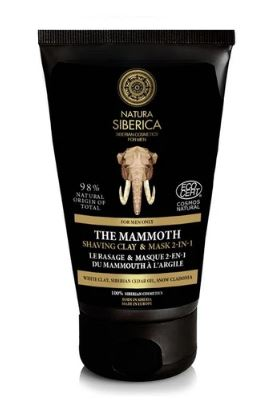 NATURA
SIBERICA
SIBERIAN COSMETICS
FOR MEN
98%
NATURAL
ORIGIN OF
TOTAL
ECO
CERT
COSMOS
NATURAL
FOR MEN ONLY
THE MAMMOTH
SHAVING CLAY & MASK 2-IN-1
LE RASAGE & MASQUE 2-EN-1
DU MAMMOUTH À L'ARGILE
WHITE CLAY, SIBERIAN CEDAR OIL, SNOW CLADONIA
100% SIBERIAN COSMETICS
BORN IN SIBERIA
MADE IN EUROPE